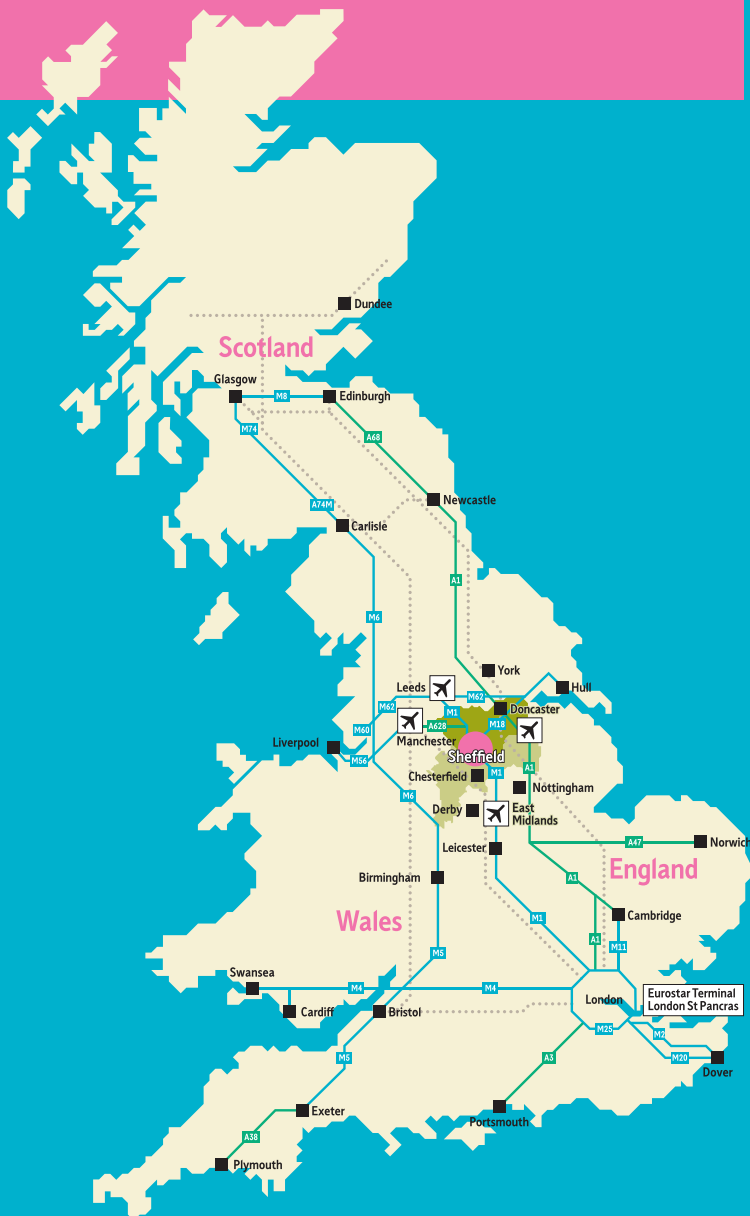 Dundee
Scotland
Glasgow
M8
Edinburgh
M74
A68
A74M
Newcastle
Carlisle
A1
M6
York
Leeds
Hull
M62
M62
M1
Doncaster
M18
A628
M60
Manchester
Liverpool
Sheffield
M56
A1
M1
Chesterfield
Nottingham
M6
Derby
East
Midlands
Leicester
A47
Norwich
England
A1
Birmingham
Wales
M1
Cambridge
A1
M11
M5
Swansea
M4
M4
Eurostar Terminal
London St Pancras
London
Cardiff
Bristol
M25
M2
M5
A3
M20
Dover
Exeter
Portsmouth
A38
Plymouth